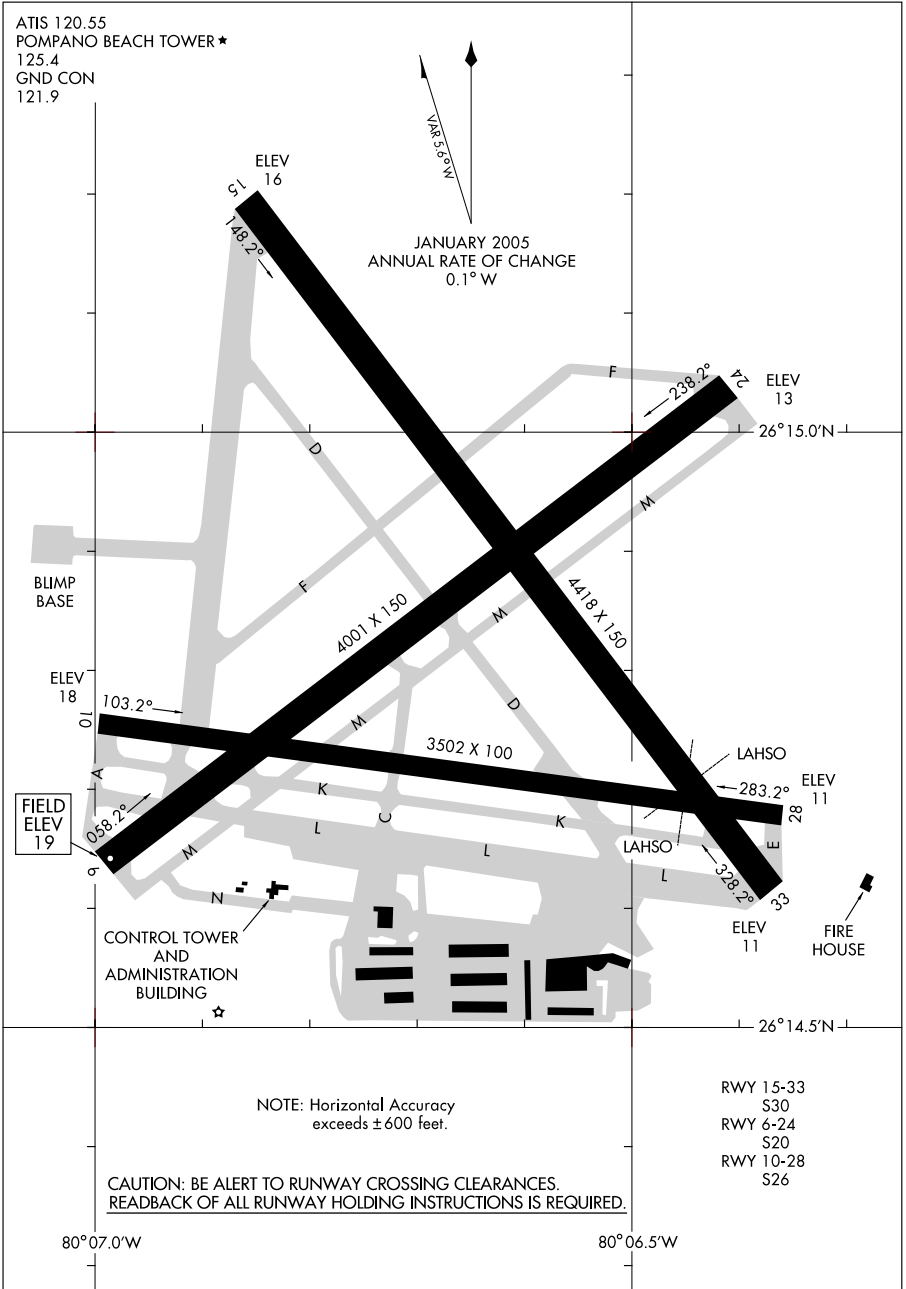 ATIS 120.55
POMPANO BEACH TOWER ★
125.4
GND CON
121.9
VAR 5.6° W
JANUARY 2005
ANNUAL RATE OF CHANGE
0.1° W
ELEV
16
15
148.2°
F
238.2°
24
ELEV
13
26° 15.0'N
D
M
BLIMP
BASE
F
4001 X 150
4418 X 150
M
ELEV
18
10
103.2°
M
D
3502 X 100
LAHSO
283.2°
ELEV
11
28
A
K
C
K
FIELD
ELEV
19
058.2°
L
L
LAHSO
E
M
L
328.2°
6
33
N
ELEV
11
FIRE
HOUSE
CONTROL TOWER
AND
ADMINISTRATION
BUILDING
26° 14.5'N
NOTE: Horizontal Accuracy
exceeds ±600 feet.
RWY 15-33
S30
RWY 6-24
S20
RWY 10-28
S26
CAUTION: BE ALERT TO RUNWAY CROSSING CLEARANCES.
READBACK OF ALL RUNWAY HOLDING INSTRUCTIONS IS REQUIRED.
80° 07.0'W
80° 06.5'W